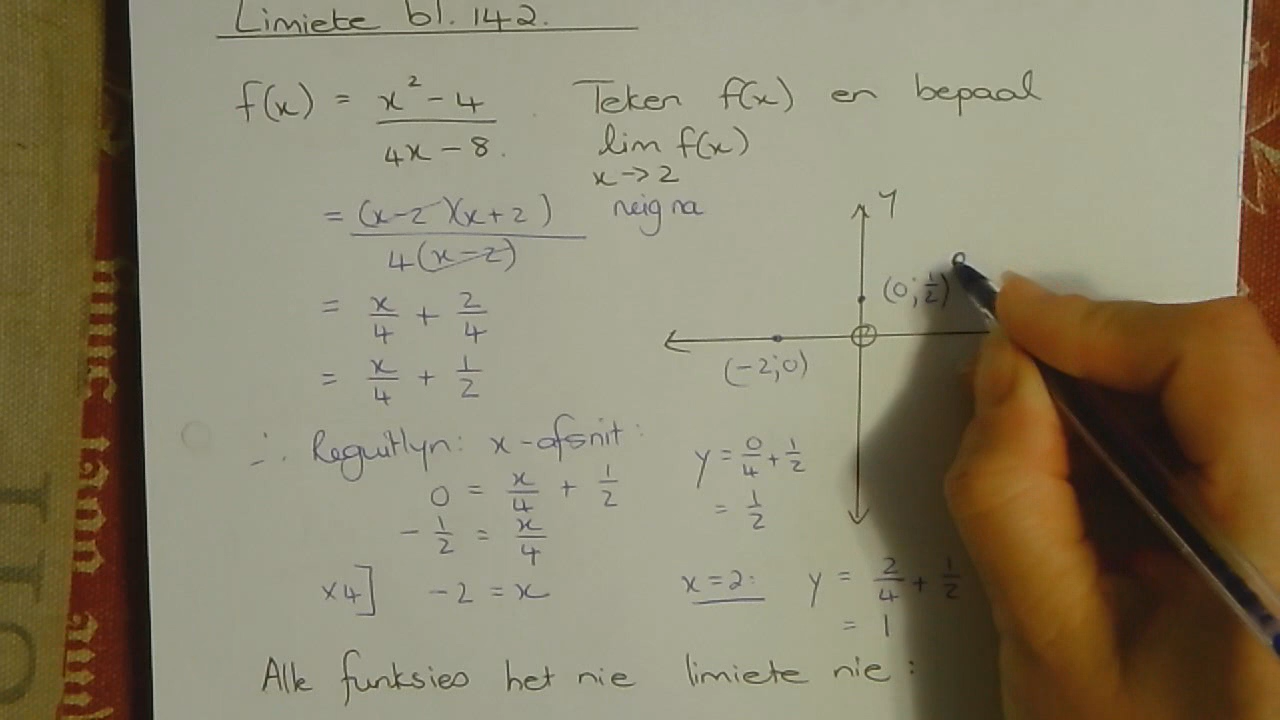 Limiete bl. 142.
f(x) = x² - 4 / 4x - 8. Teken f(x) en bepaal
lim f(x)
x → 2
neig na
= (x-2)(x+2) / 4(x-2)
= x/4 + 2/4
= x/4 + 1/2
Y
(0; 1/2)
(-2;0)
∴ Reguitlyn: x-afsnit:
0 = x/4 + 1/2
- 1/2 = x/4
×4] -2 = x
y = 0/4 + 1/2
= 1/2
x = 2: y = 2/4 + 1/2
= 1
Alle funksies het nie limiete nie: